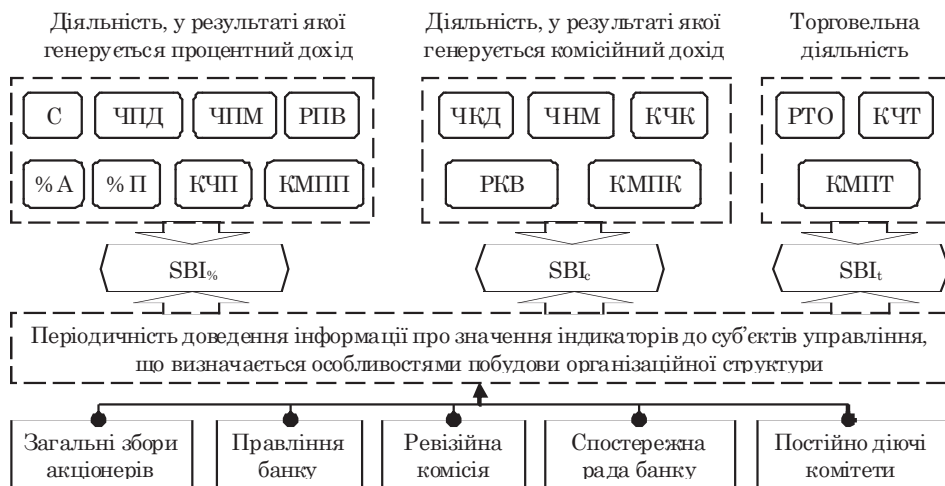 Діяльність, у результаті якої
генерується процентний дохід
Діяльність, у результаті якої
генерується комісійний дохід
Торговельна
діяльність
С ЧПД ЧПМ РПВ
%А %П КЧП КМПП
ЧКД ЧНМ КЧК
РКВ КМПК
РТО КЧТ
КМПТ
SBI%
SBIc
SBIt
Періодичність доведення інформації про значення індикаторів до суб’єктів управління,
що визначається особливостями побудови організаційної структури
Загальні збори
акціонерів
Правління
банку
Ревізійна
комісія
Спостережна
рада банку
Постійно діючі
комітети